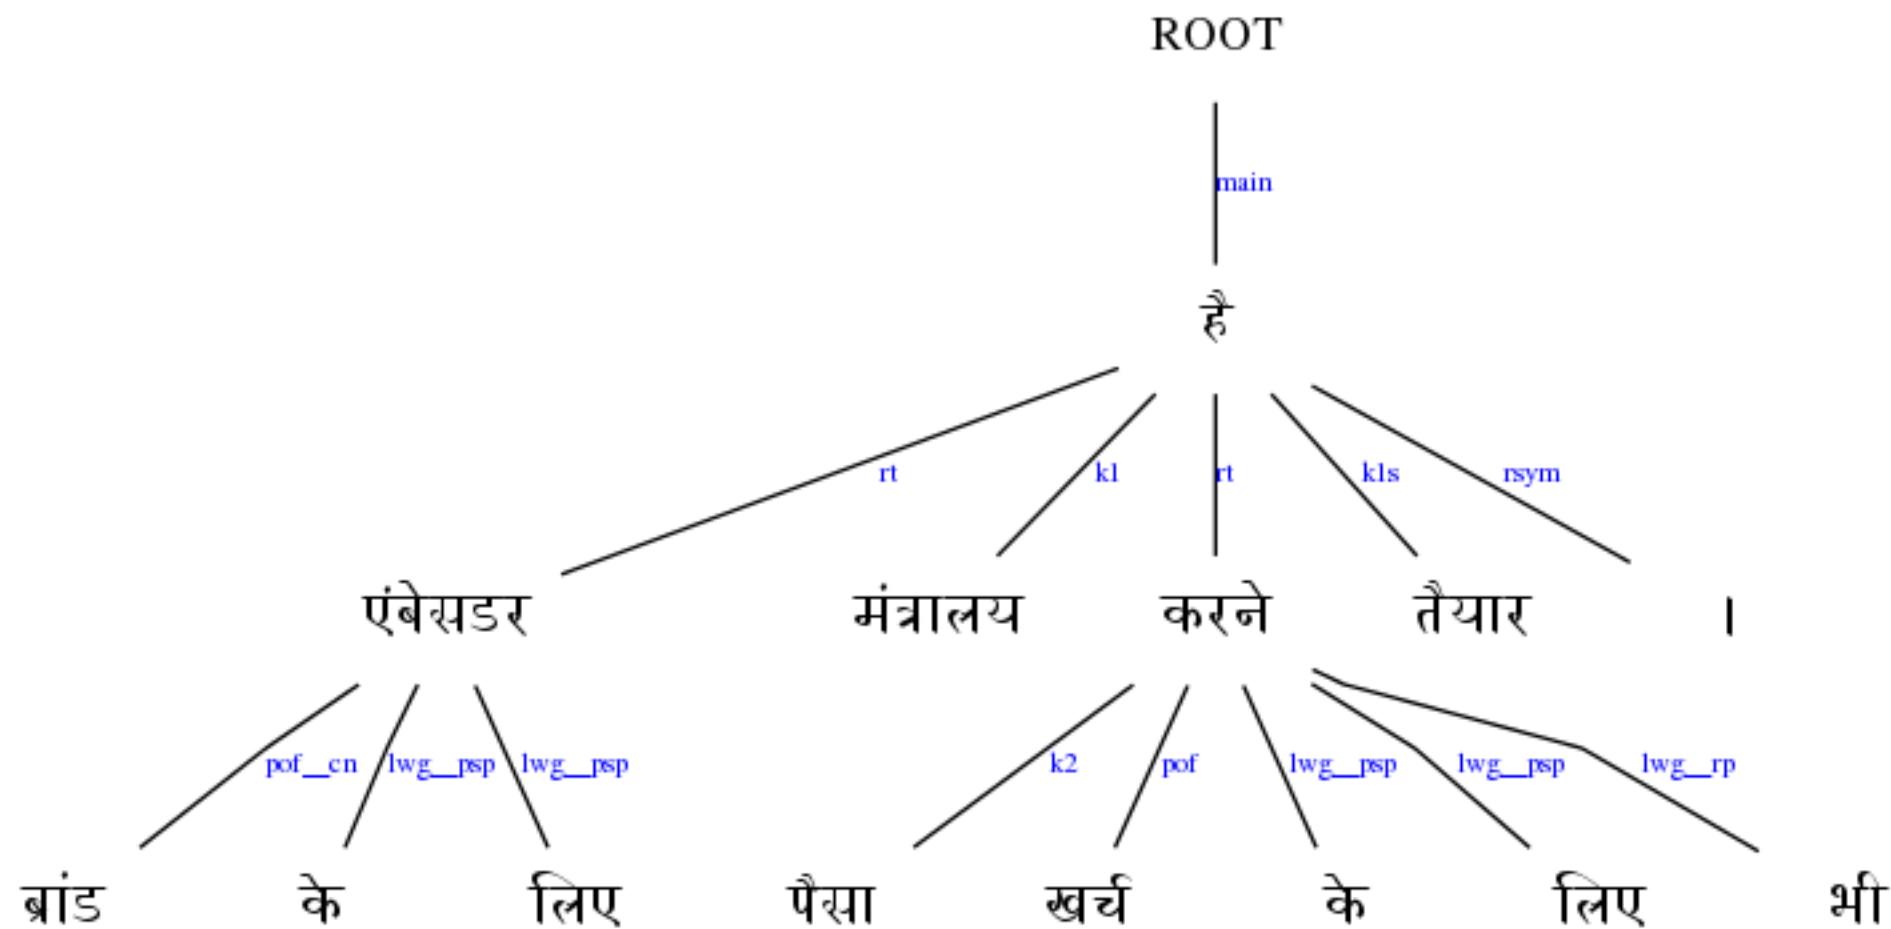 ROOT
main
है
rt k1 rt k1s rsym
एंबेसडर मंत्रालय करने तैयार ।
pof__cn lwg__psp lwg__psp k2 pof lwg__psp lwg__psp lwg__rp
ब्रांड के लिए पैसा खर्च के लिए भी